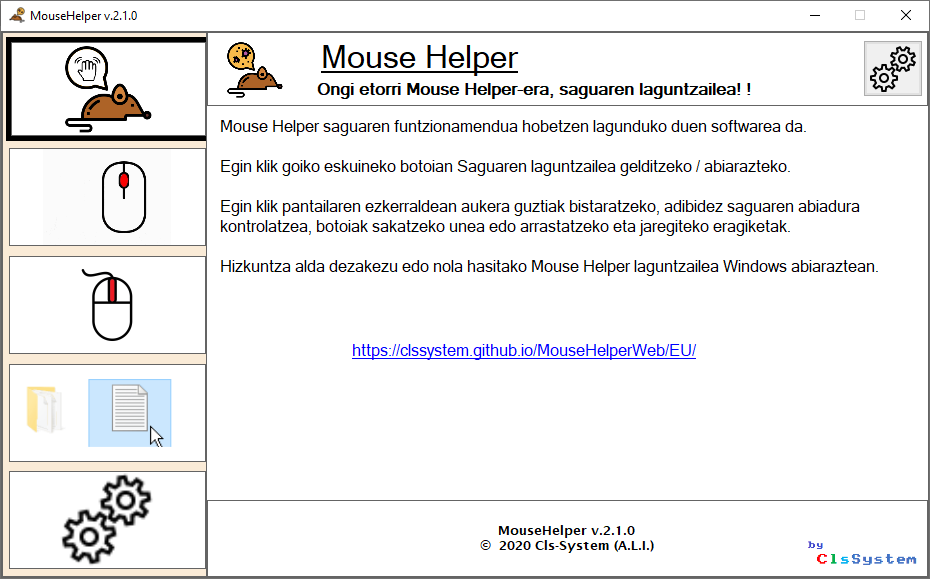 MouseHelper v.2.1.0
Mouse Helper
Ongi etorri Mouse Helper-era, saguaren laguntzailea! !
Mouse Helper saguaren funtzionamendua hobetzen lagunduko duen softwarea da.
Egin klik goiko eskuineko botoian Saguaren laguntzailea gelditzeko / abiarazteko.
Egin klik pantailaren ezkerraldean aukera guztiak bistaratzeko, adibidez saguaren abiadura
kontrolatzea, botoiak sakatzeko unea edo arrastatzeko eta jaregiteko eragiketak.
Hizkuntza alda dezakezu edo nola hasitako Mouse Helper laguntzailea Windows abiaraztean.
https://clssystem.github.io/MouseHelperWeb/EU/
MouseHelper v.2.1.0
© 2020 Cls-System (A.L.I.)
by
ClsSystem